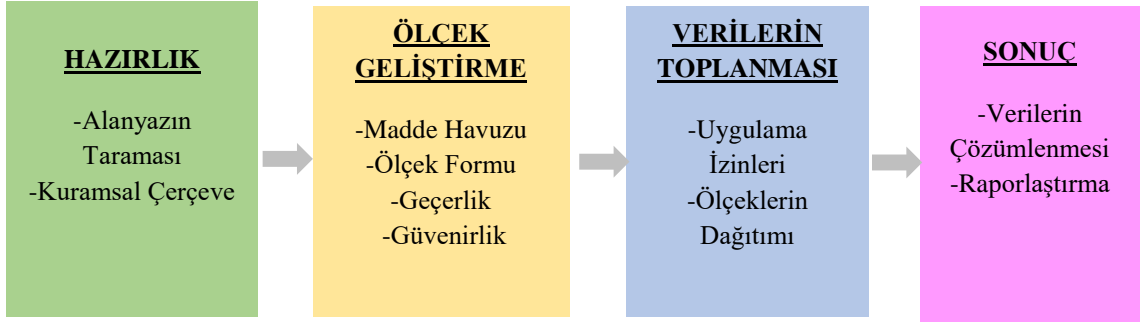 HAZIRLIK
-Alanyazın
Taraması
-Kuramsal Çerçeve
ÖLÇEK
GELİŞTİRME
-Madde Havuzu
-Ölçek Formu
-Geçerlik
-Güvenirlik
VERİLERİN
TOPLANMASI
-Uygulama
İzinleri
-Ölçeklerin
Dağıtımı
SONUÇ
-Verilerin
Çözümlenmesi
-Raporlaştırma